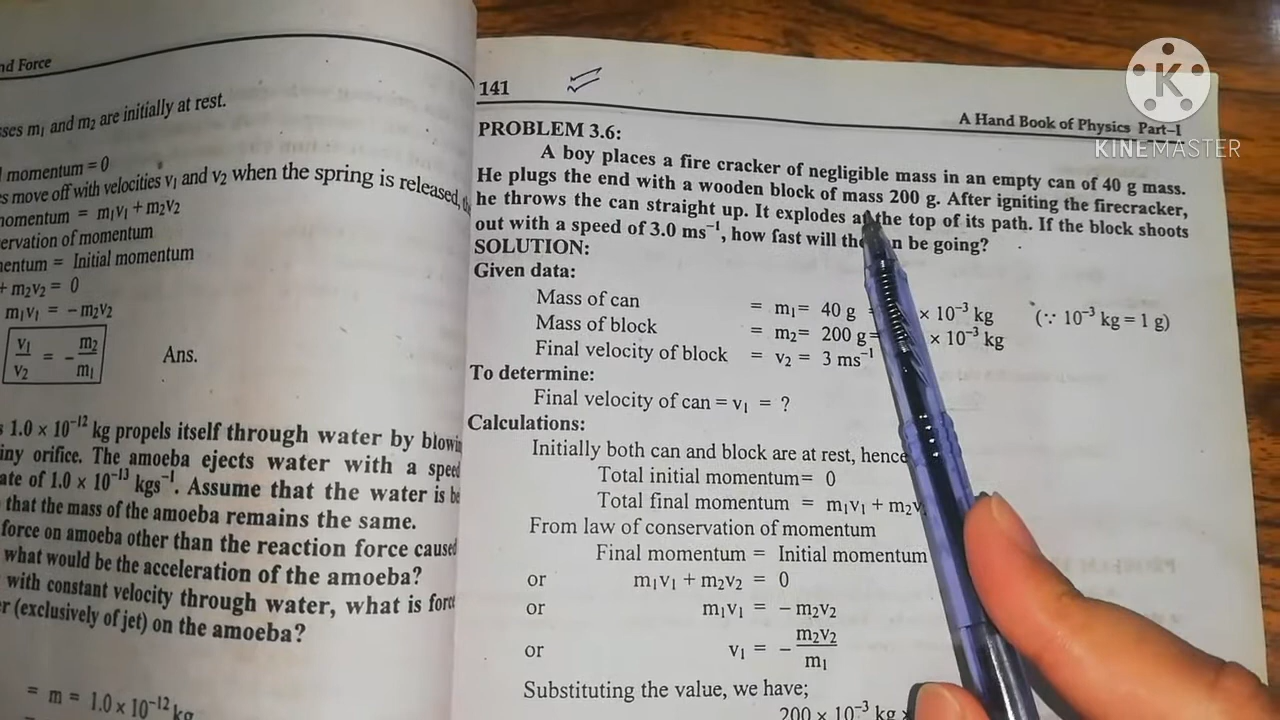 nd Force
sses m₁ and m₂ are initially at rest.
momentum = 0
s move off with velocities v₁ and v₂ when the spring is released,
nomentum = m₁v₁ + m₂v₂
ervation of momentum
nentum = Initial momentum
+ m₂v₂ = 0
m₁v₁ = − m₂v₂
v₁/v₂ = − m₂/m₁ Ans.
s 1.0 × 10⁻¹² kg propels itself through water by blowin
iny orifice. The amoeba ejects water with a speed
ate of 1.0 × 10⁻¹³ kgs⁻¹. Assume that the water is be
that the mass of the amoeba remains the same.
force on amoeba other than the reaction force caused
what would be the acceleration of the amoeba?
with constant velocity through water, what is force
r (exclusively of jet) on the amoeba?
= m = 1.0 × 10⁻¹² kg
141
A Hand Book of Physics Part–I
PROBLEM 3.6:
A boy places a fire cracker of negligible mass in an empty can of 40 g mass.
He plugs the end with a wooden block of mass 200 g. After igniting the firecracker,
he throws the can straight up. It explodes at the top of its path. If the block shoots
out with a speed of 3.0 ms⁻¹, how fast will the an be going?
SOLUTION:
Given data:
Mass of can = m₁ = 40 g = × 10⁻³ kg (∵ 10⁻³ kg = 1 g)
Mass of block = m₂ = 200 g = × 10⁻³ kg
Final velocity of block = v₂ = 3 ms⁻¹
To determine:
Final velocity of can = v₁ = ?
Calculations:
Initially both can and block are at rest, hence
Total initial momentum = 0
Total final momentum = m₁v₁ + m₂v
From law of conservation of momentum
Final momentum = Initial momentum
or m₁v₁ + m₂v₂ = 0
or m₁v₁ = − m₂v₂
or v₁ = − m₂v₂/m₁
Substituting the value, we have;
200 × 10⁻³ kg ×
K
KINEMASTER